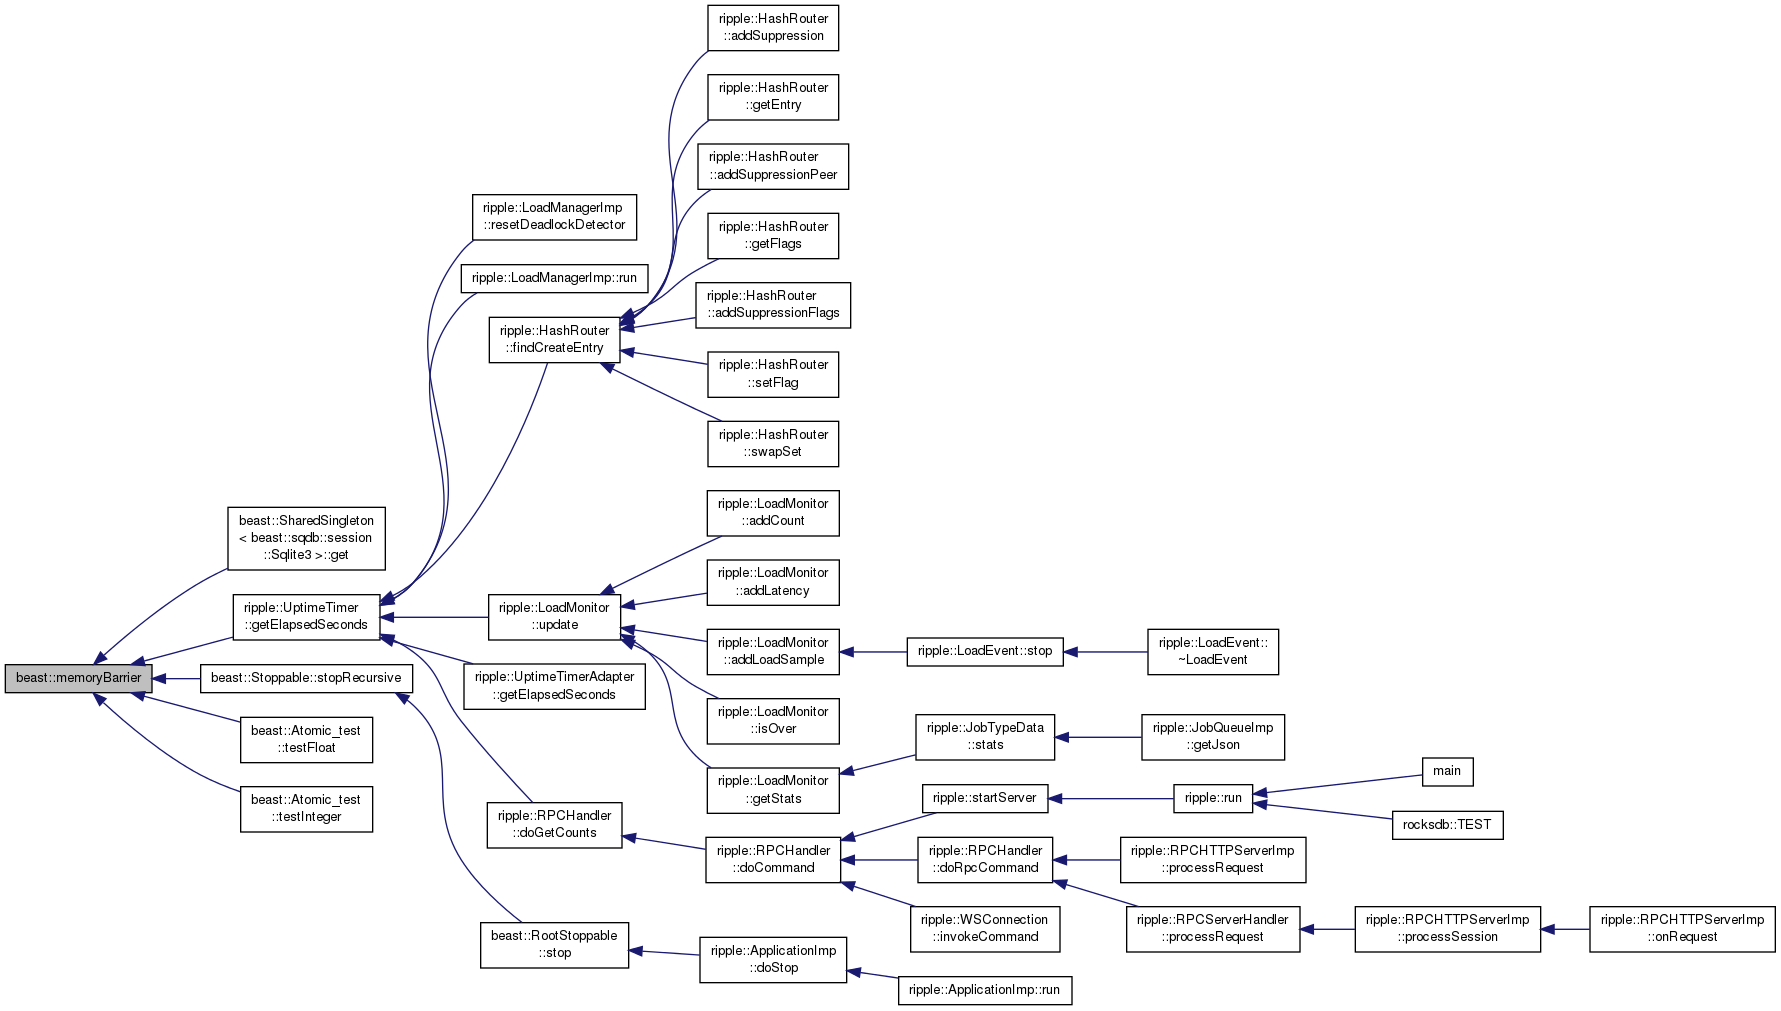 ripple::HashRouter
::addSuppression
ripple::HashRouter
::getEntry
ripple::HashRouter
::addSuppressionPeer
ripple::LoadManagerImp
::resetDeadlockDetector
ripple::HashRouter
::getFlags
ripple::LoadManagerImp::run
ripple::HashRouter
::addSuppressionFlags
ripple::HashRouter
::findCreateEntry
ripple::HashRouter
::setFlag
ripple::HashRouter
::swapSet
ripple::LoadMonitor
::addCount
beast::SharedSingleton
< beast::sqdb::session
::Sqlite3 >::get
ripple::LoadMonitor
::addLatency
ripple::UptimeTimer
::getElapsedSeconds
ripple::LoadMonitor
::update
ripple::LoadMonitor
::addLoadSample
ripple::LoadEvent::stop
ripple::LoadEvent::
~LoadEvent
beast::memoryBarrier
beast::Stoppable::stopRecursive
ripple::UptimeTimerAdapter
::getElapsedSeconds
ripple::LoadMonitor
::isOver
beast::Atomic_test
::testFloat
ripple::JobTypeData
::stats
ripple::JobQueueImp
::getJson
ripple::LoadMonitor
::getStats
main
beast::Atomic_test
::testInteger
ripple::startServer
ripple::run
rocksdb::TEST
ripple::RPCHandler
::doGetCounts
ripple::RPCHandler
::doCommand
ripple::RPCHandler
::doRpcCommand
ripple::RPCHTTPServerImp
::processRequest
ripple::WSConnection
::invokeCommand
ripple::RPCServerHandler
::processRequest
ripple::RPCHTTPServerImp
::processSession
ripple::RPCHTTPServerImp
::onRequest
beast::RootStoppable
::stop
ripple::ApplicationImp
::doStop
ripple::ApplicationImp::run